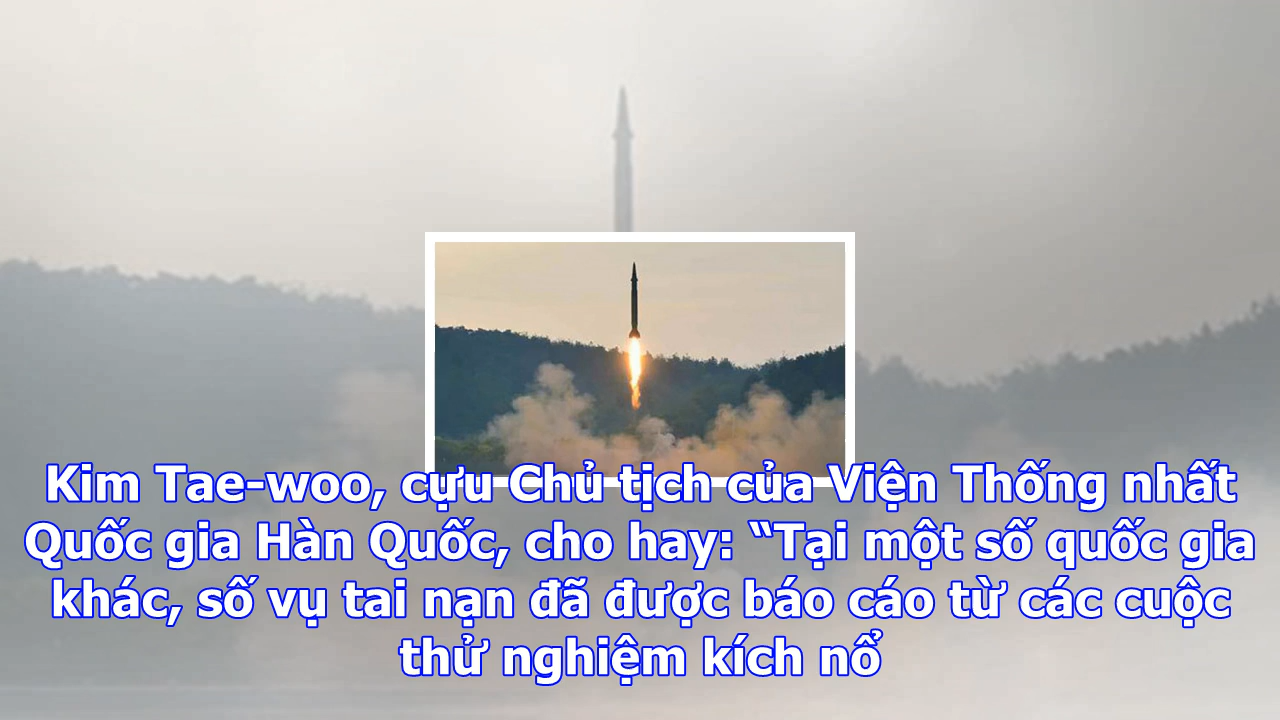 Kim Tae-woo, cựu Chủ tịch của Viện Thống nhất
Quốc gia Hàn Quốc, cho hay: “Tại một số quốc gia
khác, số vụ tai nạn đã được báo cáo từ các cuộc
thử nghiệm kích nổ